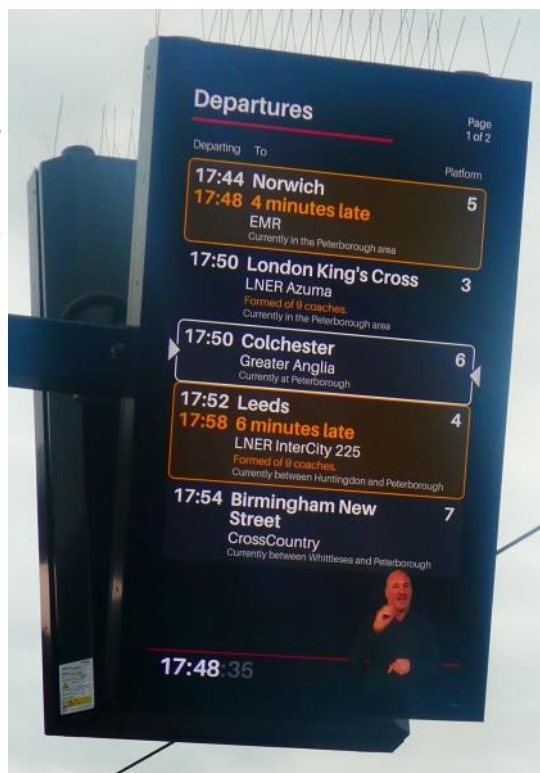 Departures
Page
1 of 2
Departing To Platform
17:44 Norwich 5
17:48 4 minutes late
EMR
Currently in the Peterborough area
17:50 London King's Cross 3
LNER Azuma
Formed of 9 coaches.
Currently in the Peterborough area
17:50 Colchester 6
Greater Anglia
Currently at Peterborough
17:52 Leeds 4
17:58 6 minutes late
LNER InterCity 225
Formed of 9 coaches.
Currently between Huntingdon and Peterborough
17:54 Birmingham New 7
Street
CrossCountry
Currently between Whittlesea and Peterborough
17:48:35